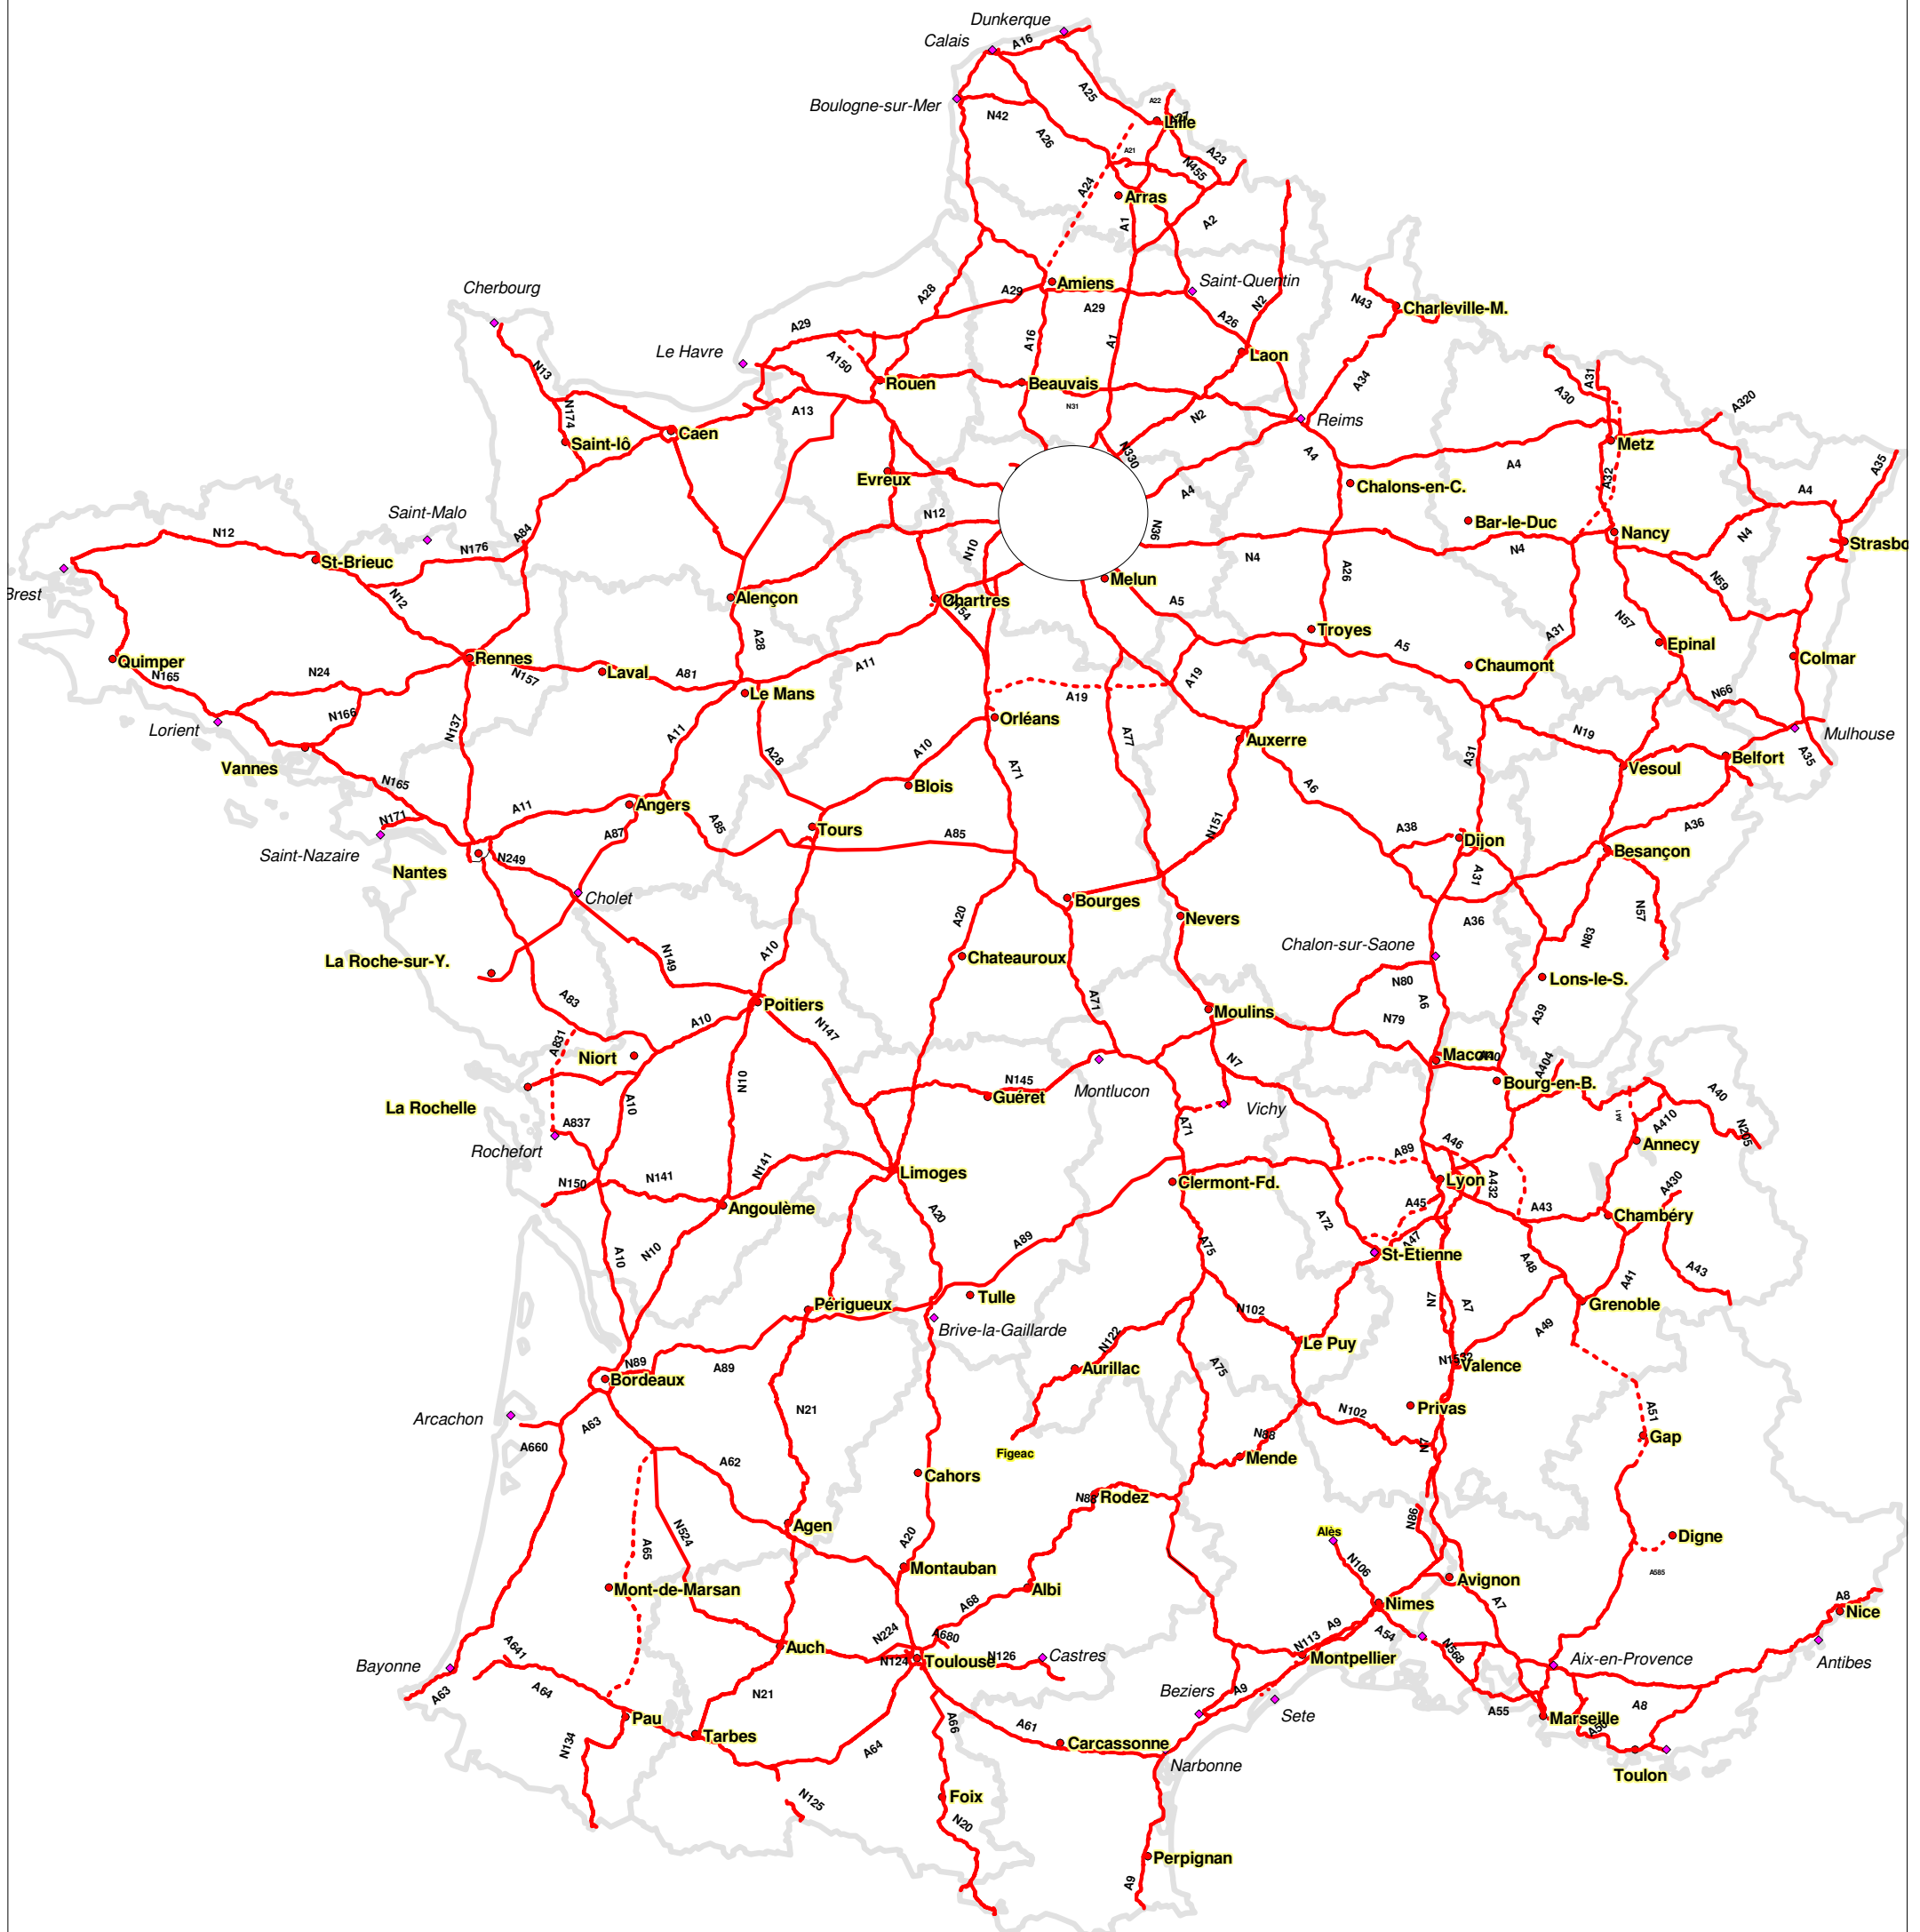 Dunkerque
Calais
A16
A25
A22
Boulogne-sur-Mer
N42
A26
Lille
A21
A23
N455
A24
Arras
A1
A2
Cherbourg
Amiens
Saint-Quentin
A28
A29
A29
N2
N43
Charleville-M.
A29
A26
A16
A1
Le Havre
A150
Laon
N13
Rouen
Beauvais
A34
A31
A30
A320
N174
A13
N31
N2
Reims
Saint-lô
Caen
Metz
N330
A4
A4
A35
Evreux
A4
A32
Chalons-en-C.
A4
Saint-Malo
N12
Bar-le-Duc
N12
A84
N36
Nancy
N4
St-Brieuc
N176
N10
N4
N4
Strasbo
Brest
N12
Alençon
Melun
A26
N59
Chartres
A5
N57
Troyes
A28
A31
Quimper
Rennes
A5
Epinal
Colmar
N165
N24
N157
Laval
A81
A11
Chaumont
Le Mans
A19
A19
N66
N166
Orléans
Lorient
N137
A11
A77
Auxerre
N19
Mulhouse
A28
A10
A31
A35
Vannes
A71
Vesoul
Belfort
N165
Blois
A6
N171
A11
Angers
A85
Tours
A85
N151
A38
A36
Saint-Nazaire
A87
Dijon
Besançon
N249
A31
Nantes
Cholet
Bourges
A20
Nevers
A36
N57
N83
La Roche-sur-Y.
N149
A10
Chateauroux
Chalon-sur-Saone
N80
Lons-le-S.
A83
Poitiers
A71
A6
Moulins
N79
A39
A10
N147
A831
Niort
Macon
A40
A404
N7
Bourg-en-B.
N10
N145
La Rochelle
A10
Guéret
Montlucon
Vichy
A40
A41
A837
A71
A410
N205
Rochefort
Annecy
A46
A89
N141
N141
Limoges
N150
Clermont-Fd.
Lyon
A432
A430
A45
A43
Angoulème
A20
A72
Chambéry
A47
A10
N10
A89
A75
St-Etienne
A48
A43
A41
Tulle
N7
A7
Périgueux
N102
Grenoble
Brive-la-Gaillarde
A49
N122
Le Puy
N89
A89
Aurillac
A75
Valence
Bordeaux
Arcachon
A63
N21
N102
Privas
A51
A660
N88
N7
Gap
Figeac
A62
Mende
Cahors
Rodez
N86
Agen
Alès
Digne
N524
A20
A65
N106
Montauban
A585
Mont-de-Marsan
Albi
Avignon
A68
A8
Nimes
A7
Nice
N224
A680
A9
A54
Auch
N113
N568
A641
N124
Toulouse
N126
Castres
Montpellier
Aix-en-Provence
Antibes
Bayonne
A63
A64
N21
Beziers
A9
Sete
A55
A8
Pau
A66
A61
Marseille
A50
Tarbes
Carcassonne
N134
A64
Narbonne
Toulon
Foix
N125
N20
Perpignan
A9